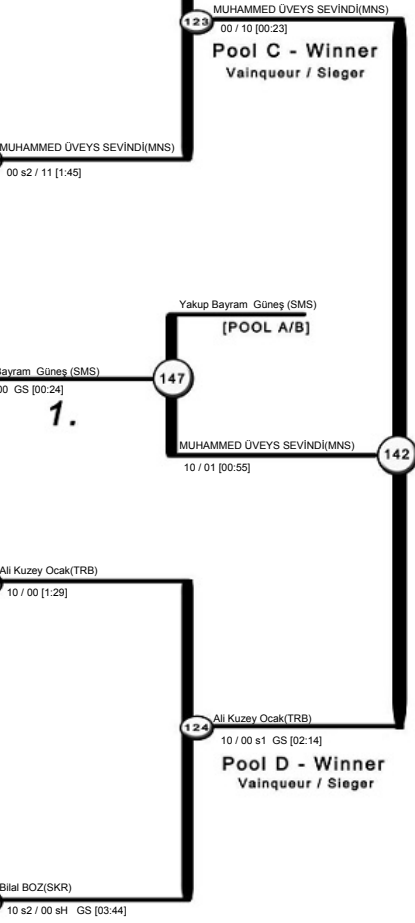 MUHAMMED ÜVEYS SEVİNDİ(MNS)
123
00 / 10 [00:23]
Pool C - Winner
Vainqueur / Sieger
MUHAMMED ÜVEYS SEVİNDİ(MNS)
00 s2 / 11 [1:45]
Yakup Bayram Güneş (SMS)
[POOL A/B]
Bayram Güneş (SMS)
147
00 GS [00:24]
1.
MUHAMMED ÜVEYS SEVİNDİ(MNS)
142
10 / 01 [00:55]
Ali Kuzey Ocak(TRB)
10 / 00 [1:29]
Ali Kuzey Ocak(TRB)
124
10 / 00 s1 GS [02:14]
Pool D - Winner
Vainqueur / Sieger
Bilal BOZ(SKR)
10 s2 / 00 sH GS [03:44]